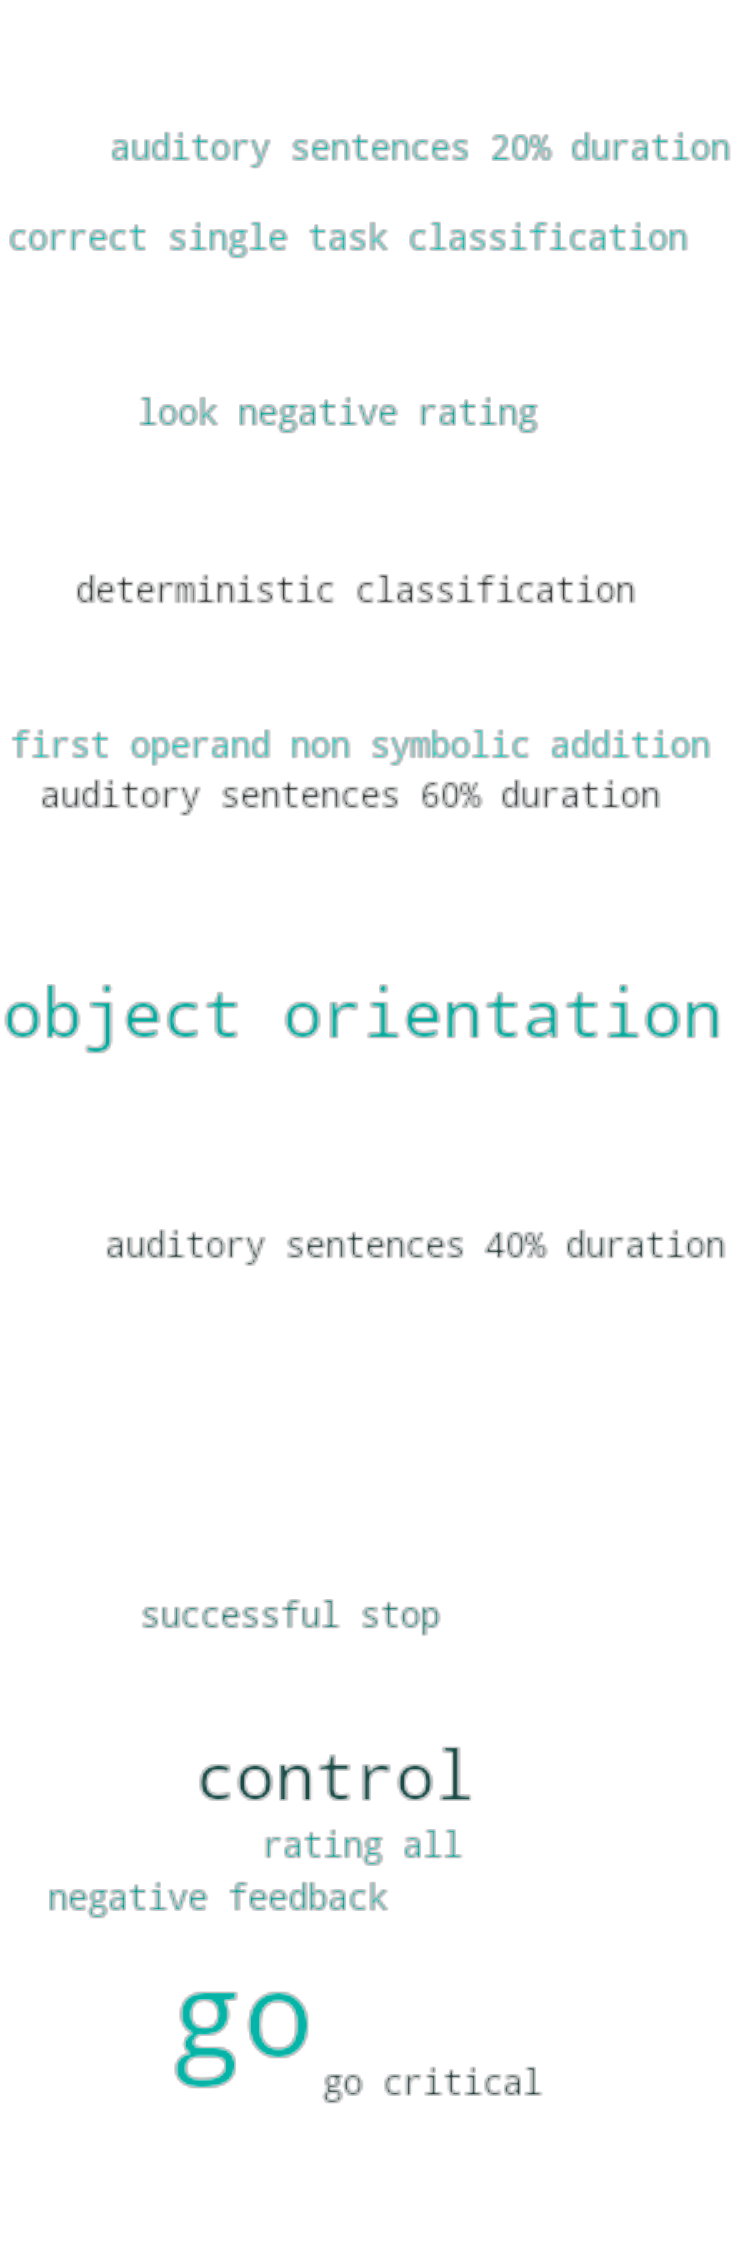 auditory sentences 20% duration
correct single task classification
look negative rating
deterministic classification
first operand non symbolic addition
auditory sentences 60% duration
object orientation
auditory sentences 40% duration
successful stop
control
rating all
negative feedback
go
go critical